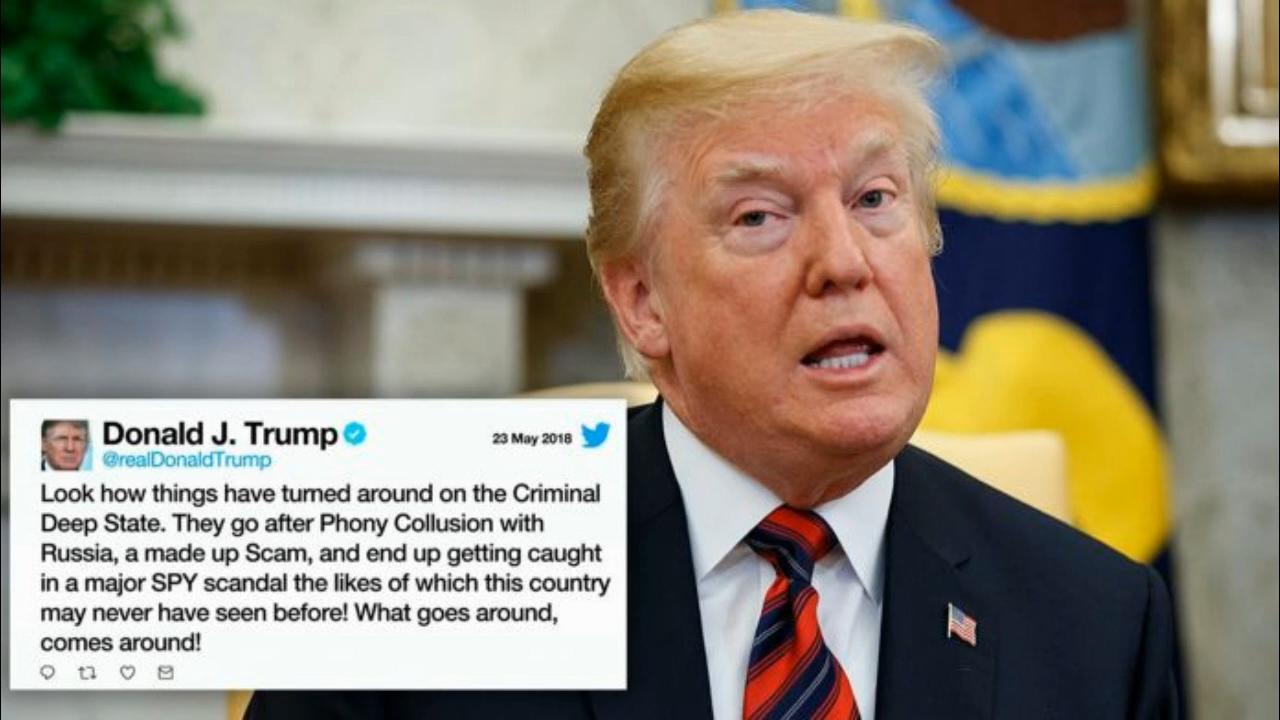 Donald J. Trump
23 May 2018
@realDonaldTrump
Look how things have turned around on the Criminal
Deep State. They go after Phony Collusion with
Russia, a made up Scam, and end up getting caught
in a major SPY scandal the likes of which this country
may never have seen before! What goes around,
comes around!